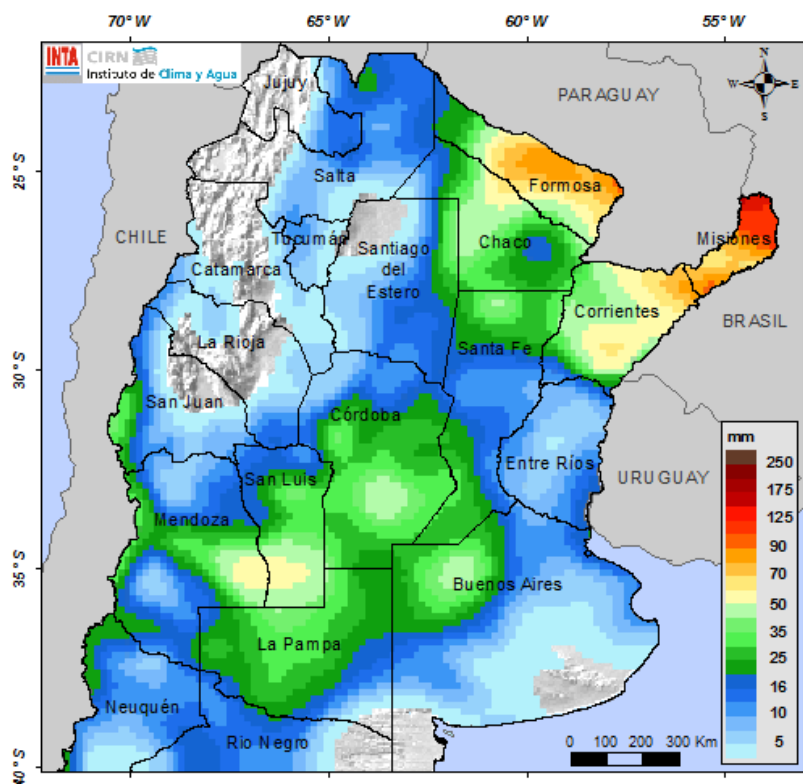 70°W 65°W 60°W 55°W
INTA CIRN
Instituto de Clima y Agua
N
W E
S
Jujuy
PARAGUAY
25°S
Salta
Formosa
CHILE
Tucumán
Chaco
Misiones
Santiago
del
Estero
Catamarca
Corrientes
BRASIL
La Rioja
Santa Fe
30°S
San Juan
Córdoba
mm
Entre Ríos
URUGUAY
250
San Luis
175
Mendoza
125
90
35°S
70
Buenos Aires
50
La Pampa
35
25
16
Neuquén
10
Río Negro
5
0 100 200 300 Km
40°S